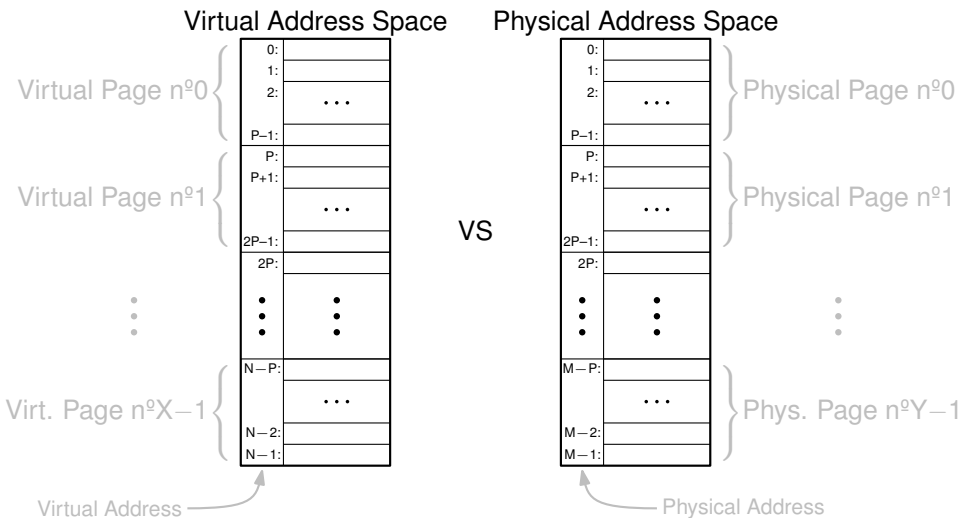 Virtual Address Space
Physical Address Space
Virtual Page nº0
0:
1:
2:
P–1:
Virtual Page nº1
P:
P+1:
2P–1:
2P:
Virt. Page nºX−1
N−P:
N−2:
N−1:
Virtual Address
VS
0:
1:
2:
P–1:
Physical Page nº0
P:
P+1:
2P–1:
Physical Page nº1
2P:
M−P:
M−2:
M−1:
Phys. Page nºY−1
Physical Address